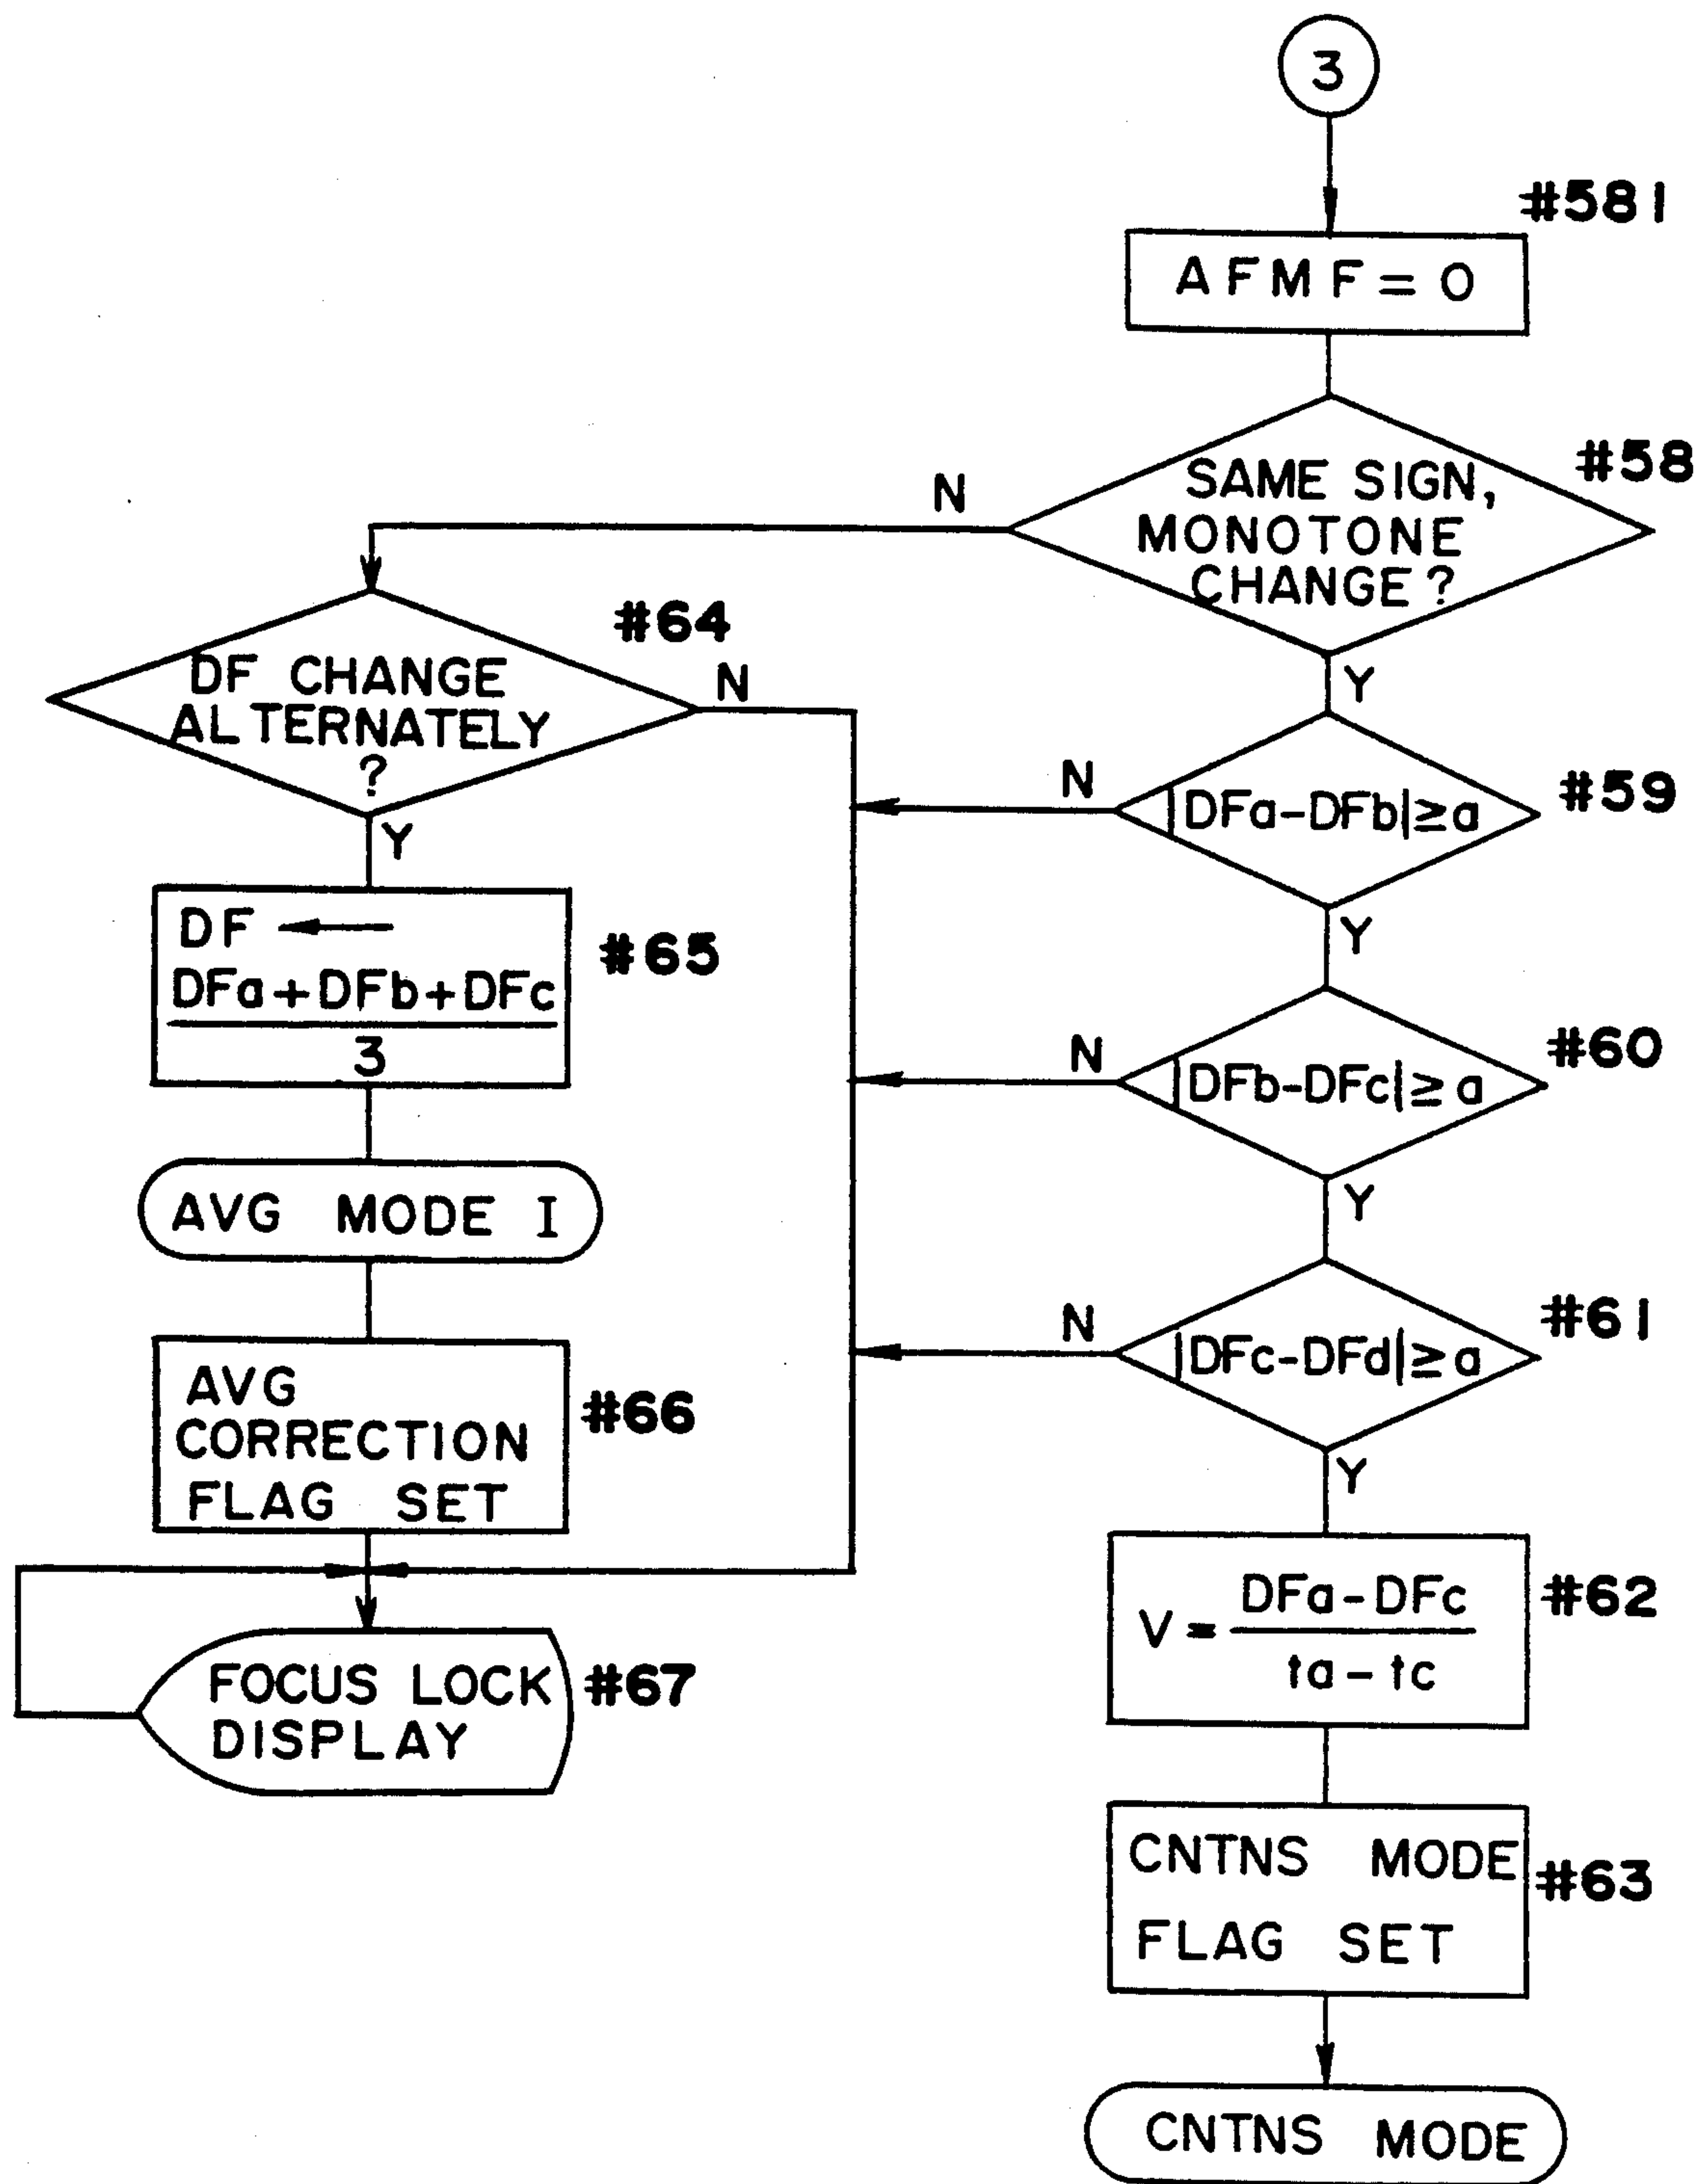 3
#581
AFMF=0
#58
SAME SIGN,
MONOTONE
CHANGE?
N
Y
#64
DF CHANGE
ALTERNATELY
?
N
Y
#59
|DFa-DFb|≥a
N
Y
#65
DF ←
DFa+DFb+DFc
3
#60
|DFb-DFc|≥a
N
Y
AVG MODE I
#61
|DFc-DFd|≥a
N
Y
AVG
CORRECTION
FLAG SET
#66
#62
V = DFa-DFc
ta-tc
FOCUS LOCK
DISPLAY
#67
CNTNS MODE
FLAG SET
#63
CNTNS MODE